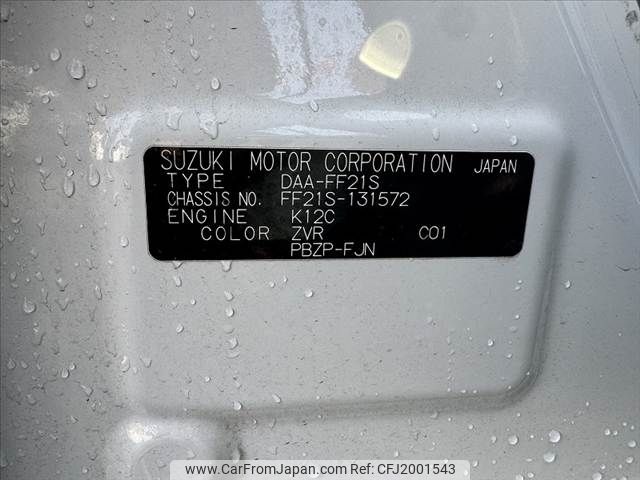 SUZUKI MOTOR CORPORATION JAPAN
TYPE DAA-FF21S
CHASSIS NO. FF21S-131572
ENGINE K12C
COLOR ZVR C01
PBZP-FJN
www.CarFromJapan.com | Ref:CFJ2001543